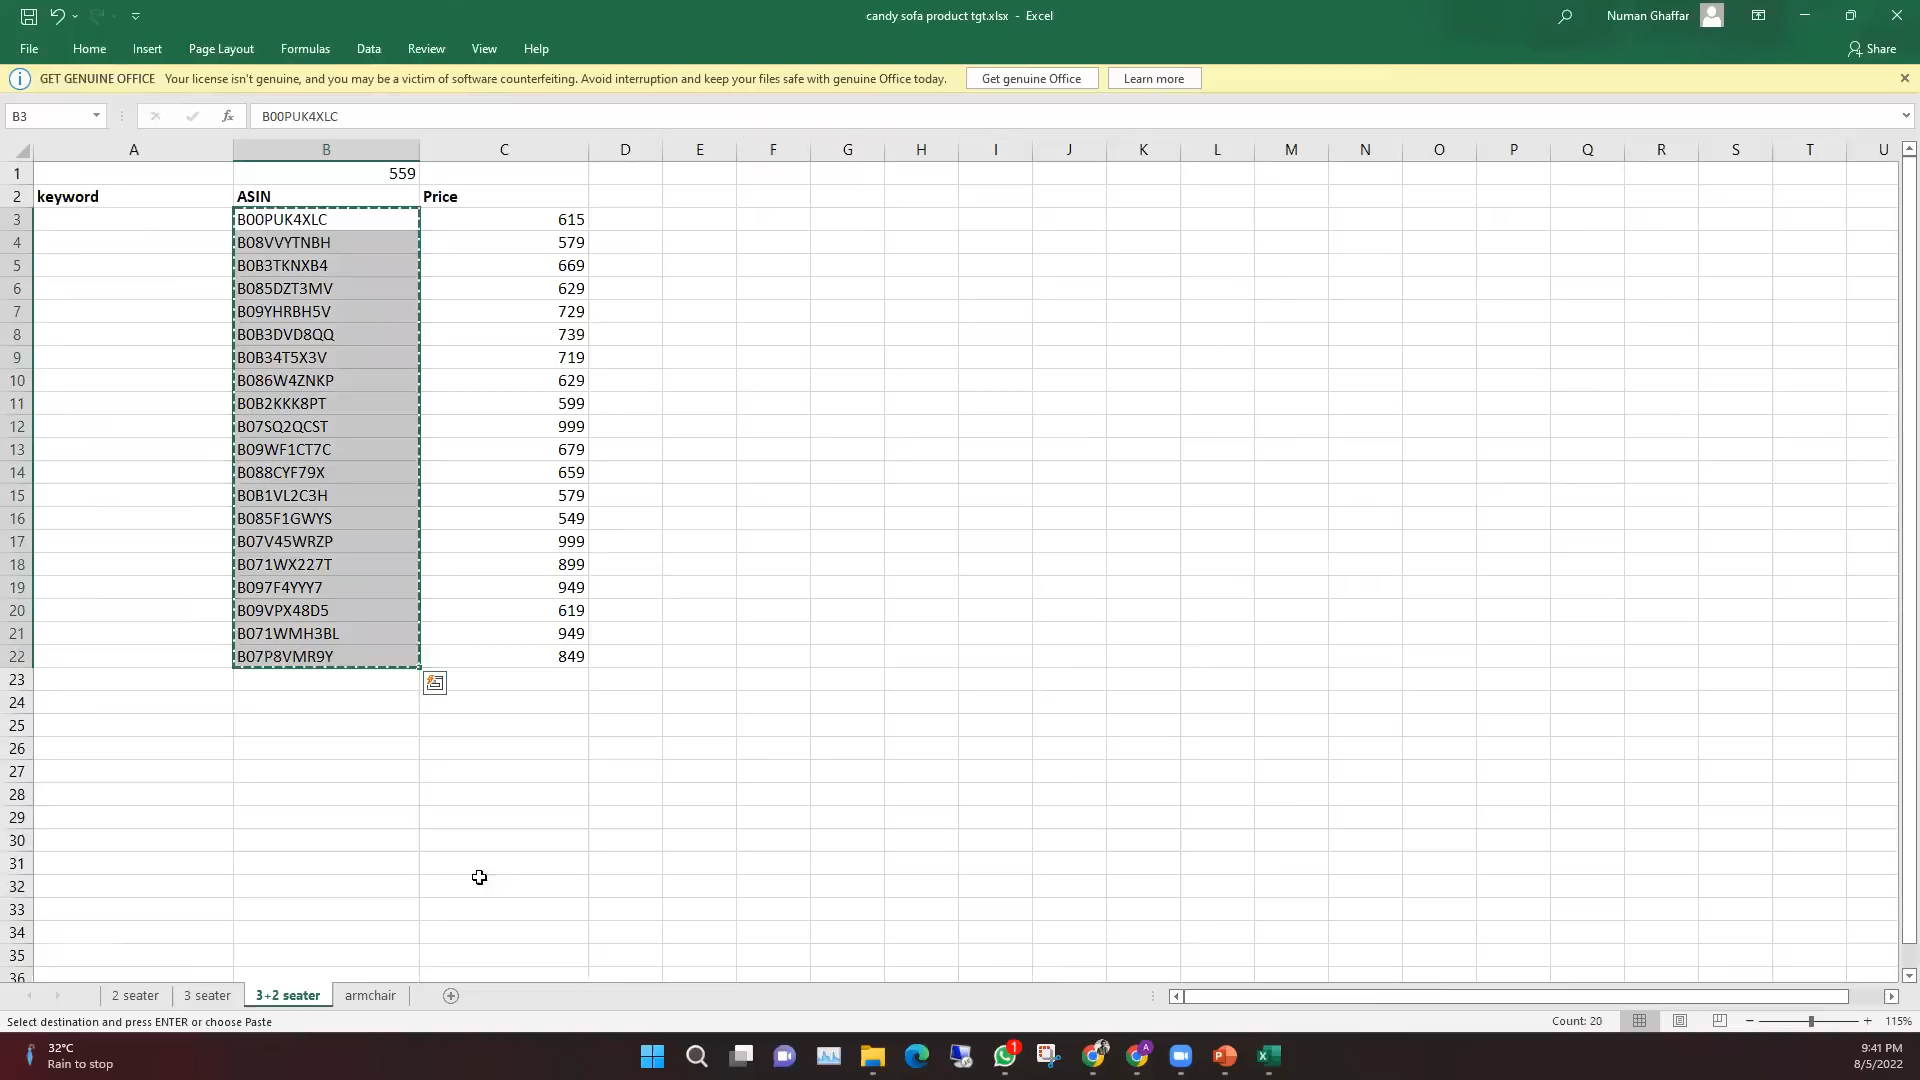 candy sofa product tgt.xlsx - Excel
Numan Ghaffar
File Home Insert Page Layout Formulas Data Review View Help
Share
GET GENUINE OFFICE Your license isn't genuine, and you may be a victim of software counterfeiting. Avoid interruption and keep your files safe with genuine Office today. Get genuine Office Learn more
B3 fx B00PUK4XLC
A B C D E F G H I J K L M N O P Q R S T U
1 559
2 keyword ASIN Price
3 B00PUK4XLC 615
4 B08VVYTNBH 579
5 B0B3TKNXB4 669
6 B085DZT3MV 629
7 B09YHRBH5V 729
8 B0B3DVD8QQ 739
9 B0B34T5X3V 719
10 B086W4ZNKP 629
11 B0B2KKK8PT 599
12 B07SQ2QCST 999
13 B09WF1CT7C 679
14 B088CYF79X 659
15 B0B1VL2C3H 579
16 B085F1GWYS 549
17 B07V45WRZP 999
18 B071WX227T 899
19 B097F4YYY7 949
20 B09VPX48D5 619
21 B071WMH3BL 949
22 B07P8VMR9Y 849
23
24
25
26
27
28
29
30
31
32
33
34
35
36
2 seater 3 seater 3+2 seater armchair
Select destination and press ENTER or choose Paste
Count: 20
115%
32°C
Rain to stop
1
A
9:41 PM
8/5/2022